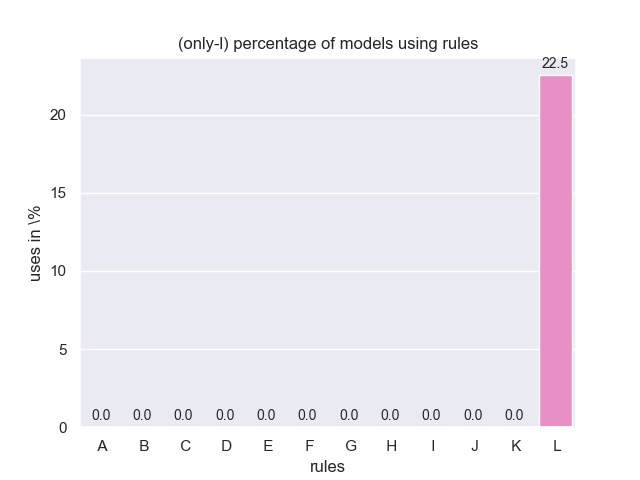 (only-l) percentage of models using rules
22.5
20
15
10
5
0
uses in \%
0.0 0.0 0.0 0.0 0.0 0.0 0.0 0.0 0.0 0.0 0.0
A B C D E F G H I J K L
rules